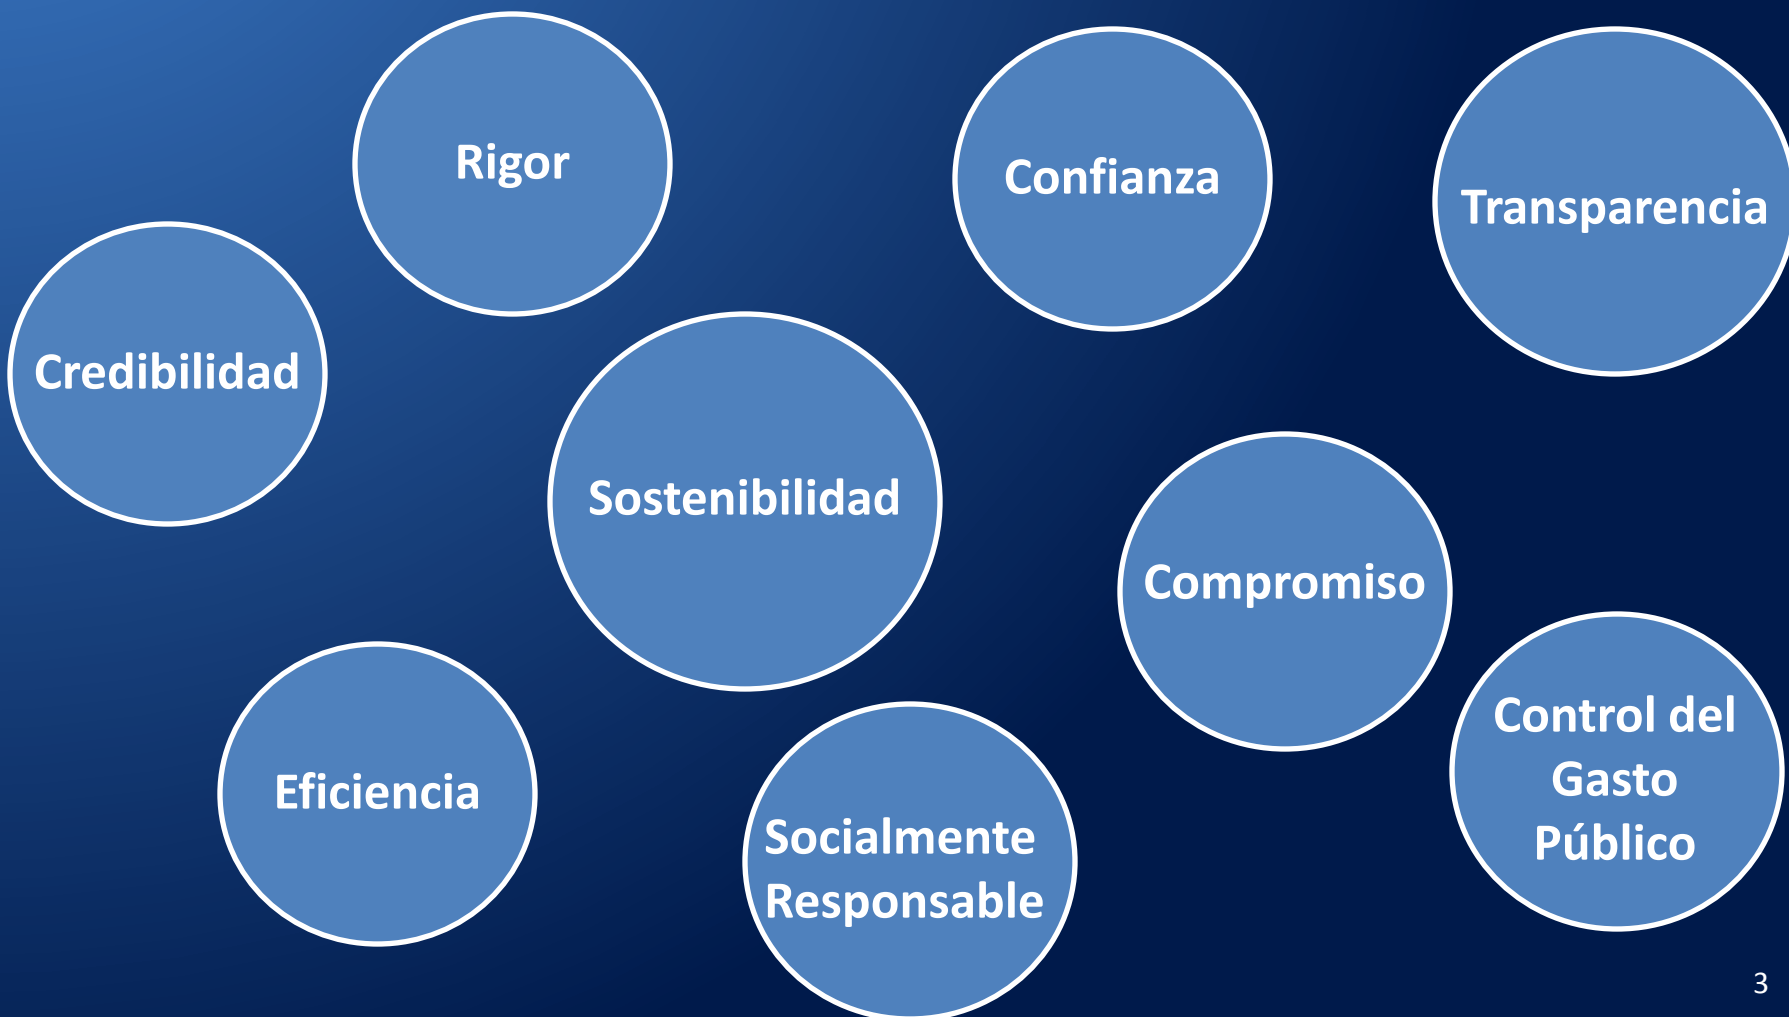 Rigor
Confianza
Transparencia
Credibilidad
Sostenibilidad
Compromiso
Eficiencia
Socialmente
Responsable
Control del
Gasto
Público
3